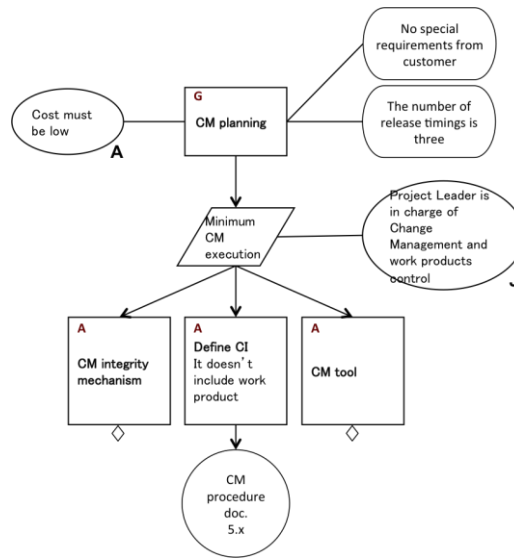 No special
requirements from
customer
G
CM planning
Cost must
be low
A
The number of
release timings is
three
Minimum
CM
execution
Project Leader is
in charge of
Change
Management and
work products
control
A
CM integrity
mechanism
A
Define CI
It doesn't
include work
product
A
CM tool
CM
procedure
doc.
5.x